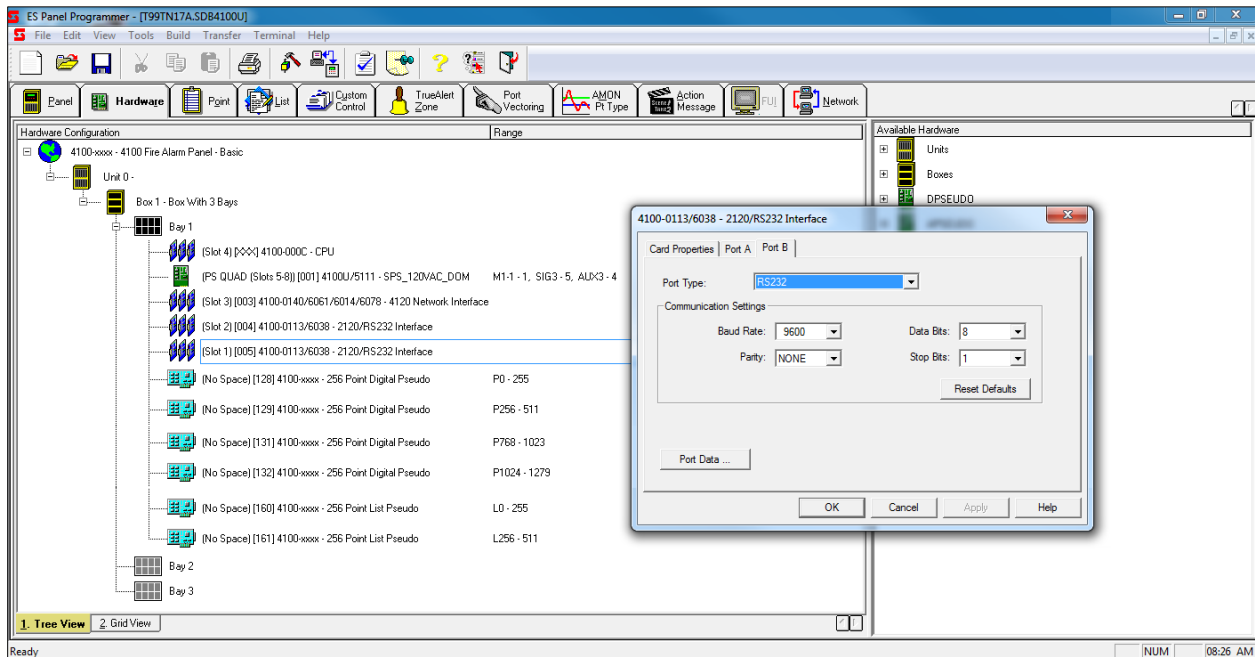 ES Panel Programmer - [T99TN17A.SDB4100U]
File Edit View Tools Build Transfer Terminal Help
Panel Hardware Point List Custom Control TrueAlert Zone Port Vectoring AMON Pt Type Action Message FUI Network
Hardware Configuration Range
4100-xxxx - 4100 Fire Alarm Panel - Basic
Unit 0 -
Box 1 - Box With 3 Bays
Bay 1
(Slot 4) [XXX] 4100-000C - CPU
(PS QUAD (Slots 5-8)) [001] 4100U/5111 - SPS_120VAC_DOM M1-1 - 1, SIG3 - 5, AUX3 - 4
(Slot 3) [003] 4100-0140/6061/6014/6078 - 4120 Network Interface
(Slot 2) [004] 4100-0113/6038 - 2120/RS232 Interface
(Slot 1) [005] 4100-0113/6038 - 2120/RS232 Interface
(No Space) [128] 4100-xxxx - 256 Point Digital Pseudo P0 - 255
(No Space) [129] 4100-xxxx - 256 Point Digital Pseudo P256 - 511
(No Space) [131] 4100-xxxx - 256 Point Digital Pseudo P768 - 1023
(No Space) [132] 4100-xxxx - 256 Point Digital Pseudo P1024 - 1279
(No Space) [160] 4100-xxxx - 256 Point List Pseudo L0 - 255
(No Space) [161] 4100-xxxx - 256 Point List Pseudo L256 - 511
Bay 2
Bay 3
1. Tree View 2. Grid View
Available Hardware
Units
Boxes
DPSEUDO
4100-0113/6038 - 2120/RS232 Interface
Card Properties Port A Port B
Port Type: RS232
Communication Settings
Baud Rate: 9600 Data Bits: 8
Parity: NONE Stop Bits: 1
Reset Defaults
Port Data ...
OK Cancel Apply Help
Ready NUM 08:26 AM